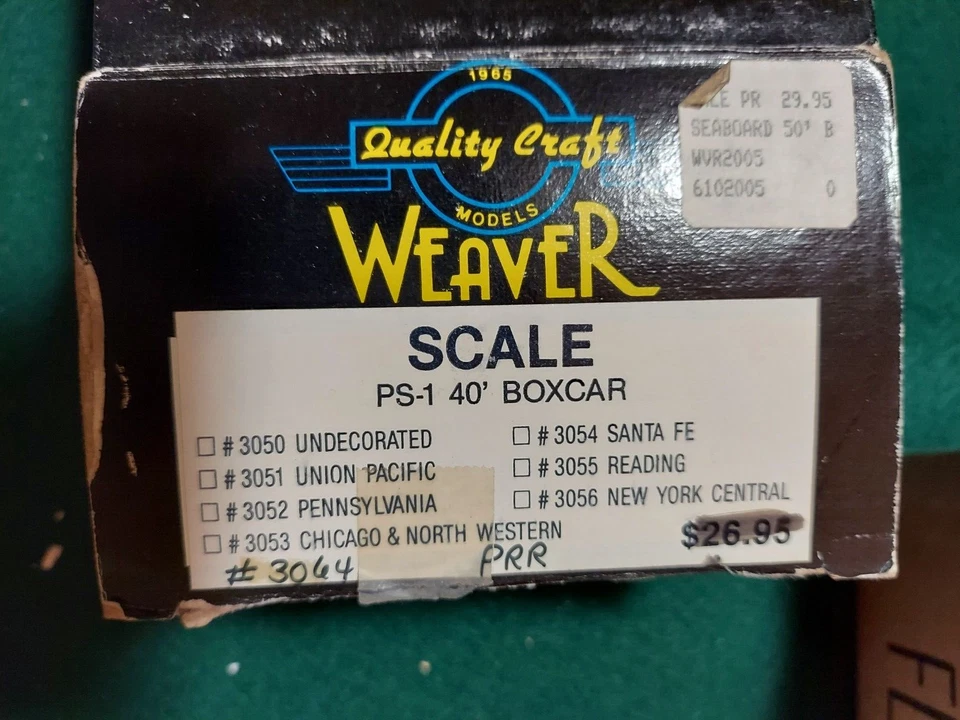 1965
Quality Craft
MODELS
WEAVER
PR 29.95
SEABOARD 50' B
WVR2005
6102005 0
SCALE
PS-1 40' BOXCAR
☐ #3050 UNDECORATED
☐ #3051 UNION PACIFIC
☐ #3052 PENNSYLVANIA
☐ #3053 CHICAGO & NORTH WESTERN
☐ #3054 SANTA FE
☐ #3055 READING
☐ #3056 NEW YORK CENTRAL
$26.95
#3064 PRR